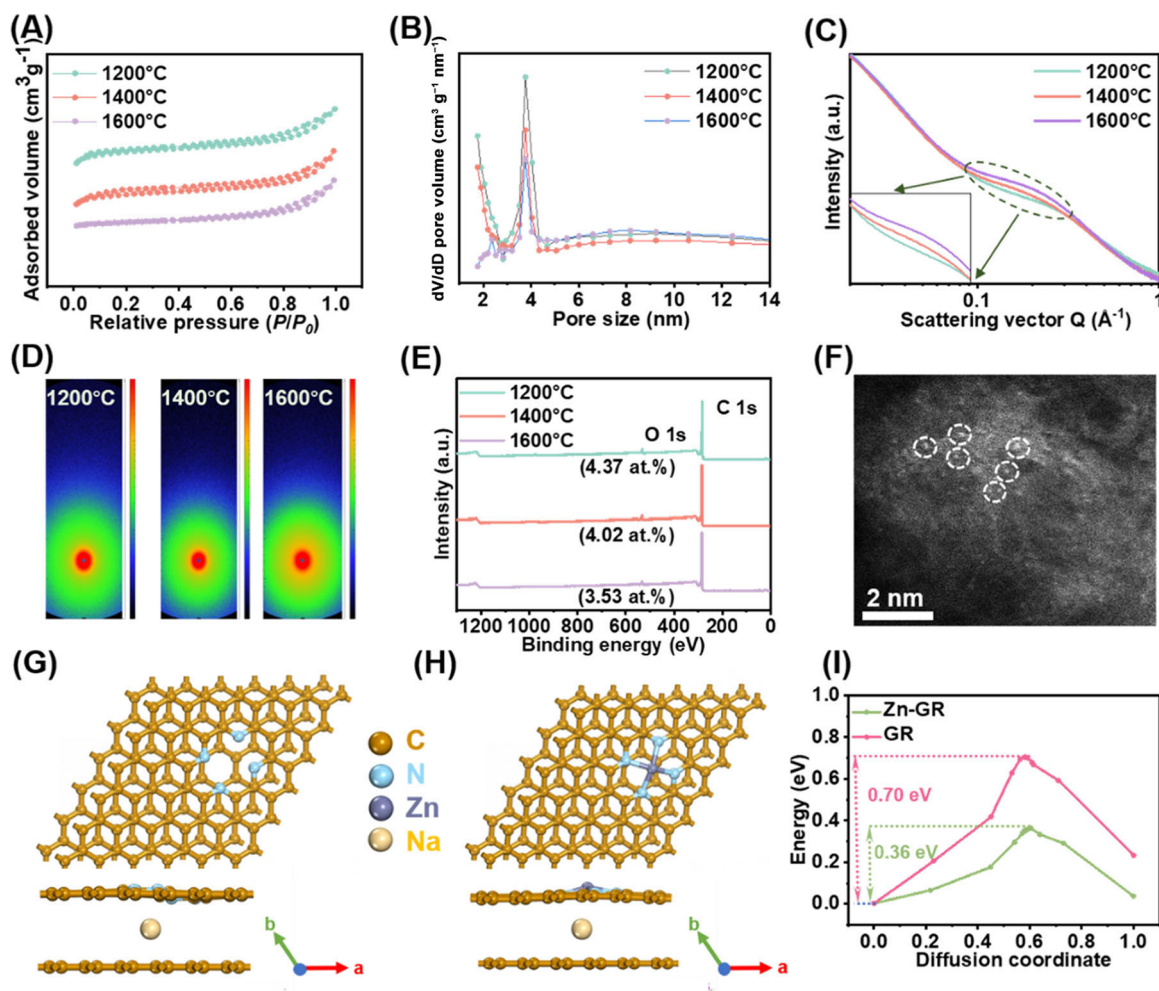 (A)
Adsorbed volume (cm³g⁻¹)
1200°C
1400°C
1600°C
0.0 0.2 0.4 0.6 0.8 1.0
Relative pressure (P/P₀)
(B)
dV/dD pore volume (cm³ g⁻¹ nm⁻¹)
1200°C
1400°C
1600°C
2 4 6 8 10 12 14
Pore size (nm)
(C)
Intensity (a.u.)
1200°C
1400°C
1600°C
0.1 1
Scattering vector Q (Å⁻¹)
(D)
1200°C 1400°C 1600°C
(E)
Intensity (a.u.)
1200°C
1400°C
1600°C
C 1s
O 1s
(4.37 at.%)
(4.02 at.%)
(3.53 at.%)
1200 1000 800 600 400 200 0
Binding energy (eV)
(F)
2 nm
(G)
b
a
C
N
Zn
Na
(H)
b
a
(I)
Energy (eV)
1.0
0.8
0.6
0.4
0.2
0.0
Zn-GR
GR
0.70 eV
0.36 eV
0.0 0.2 0.4 0.6 0.8 1.0
Diffusion coordinate